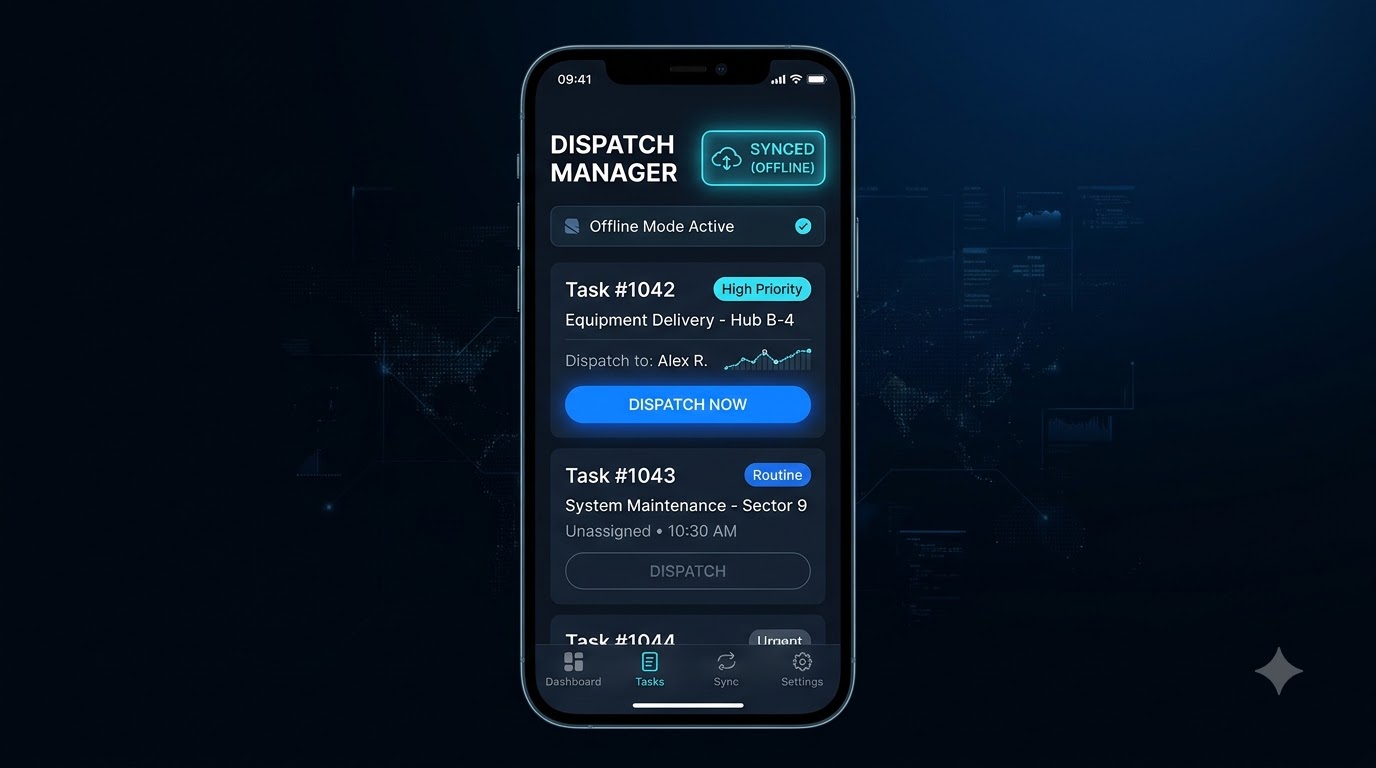 09:41
DISPATCH
MANAGER
SYNCED
(OFFLINE)
Offline Mode Active
Task #1042
High Priority
Equipment Delivery - Hub B-4
Dispatch to: Alex R.
DISPATCH NOW
Task #1043
Routine
System Maintenance - Sector 9
Unassigned • 10:30 AM
DISPATCH
Task #1044
Urgent
Dashboard
Tasks
Sync
Settings